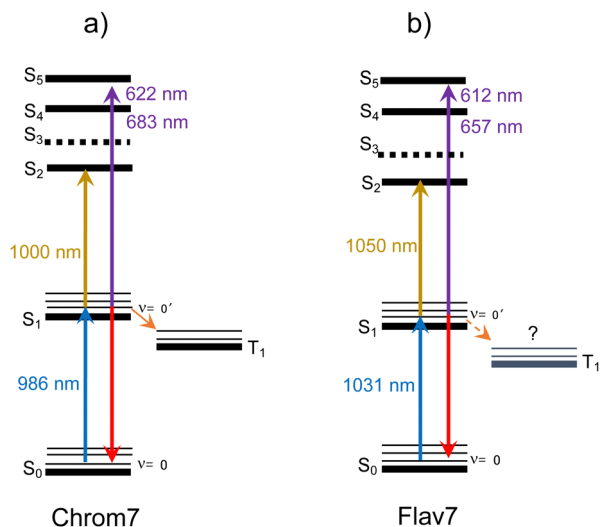 a)
S5
622 nm
S4
683 nm
S3
S2
1000 nm
ν= 0′
S1
T1
986 nm
ν= 0
S0
Chrom7
b)
S5
612 nm
S4
657 nm
S3
S2
1050 nm
ν= 0′
S1
?
T1
1031 nm
ν= 0
S0
Flav7